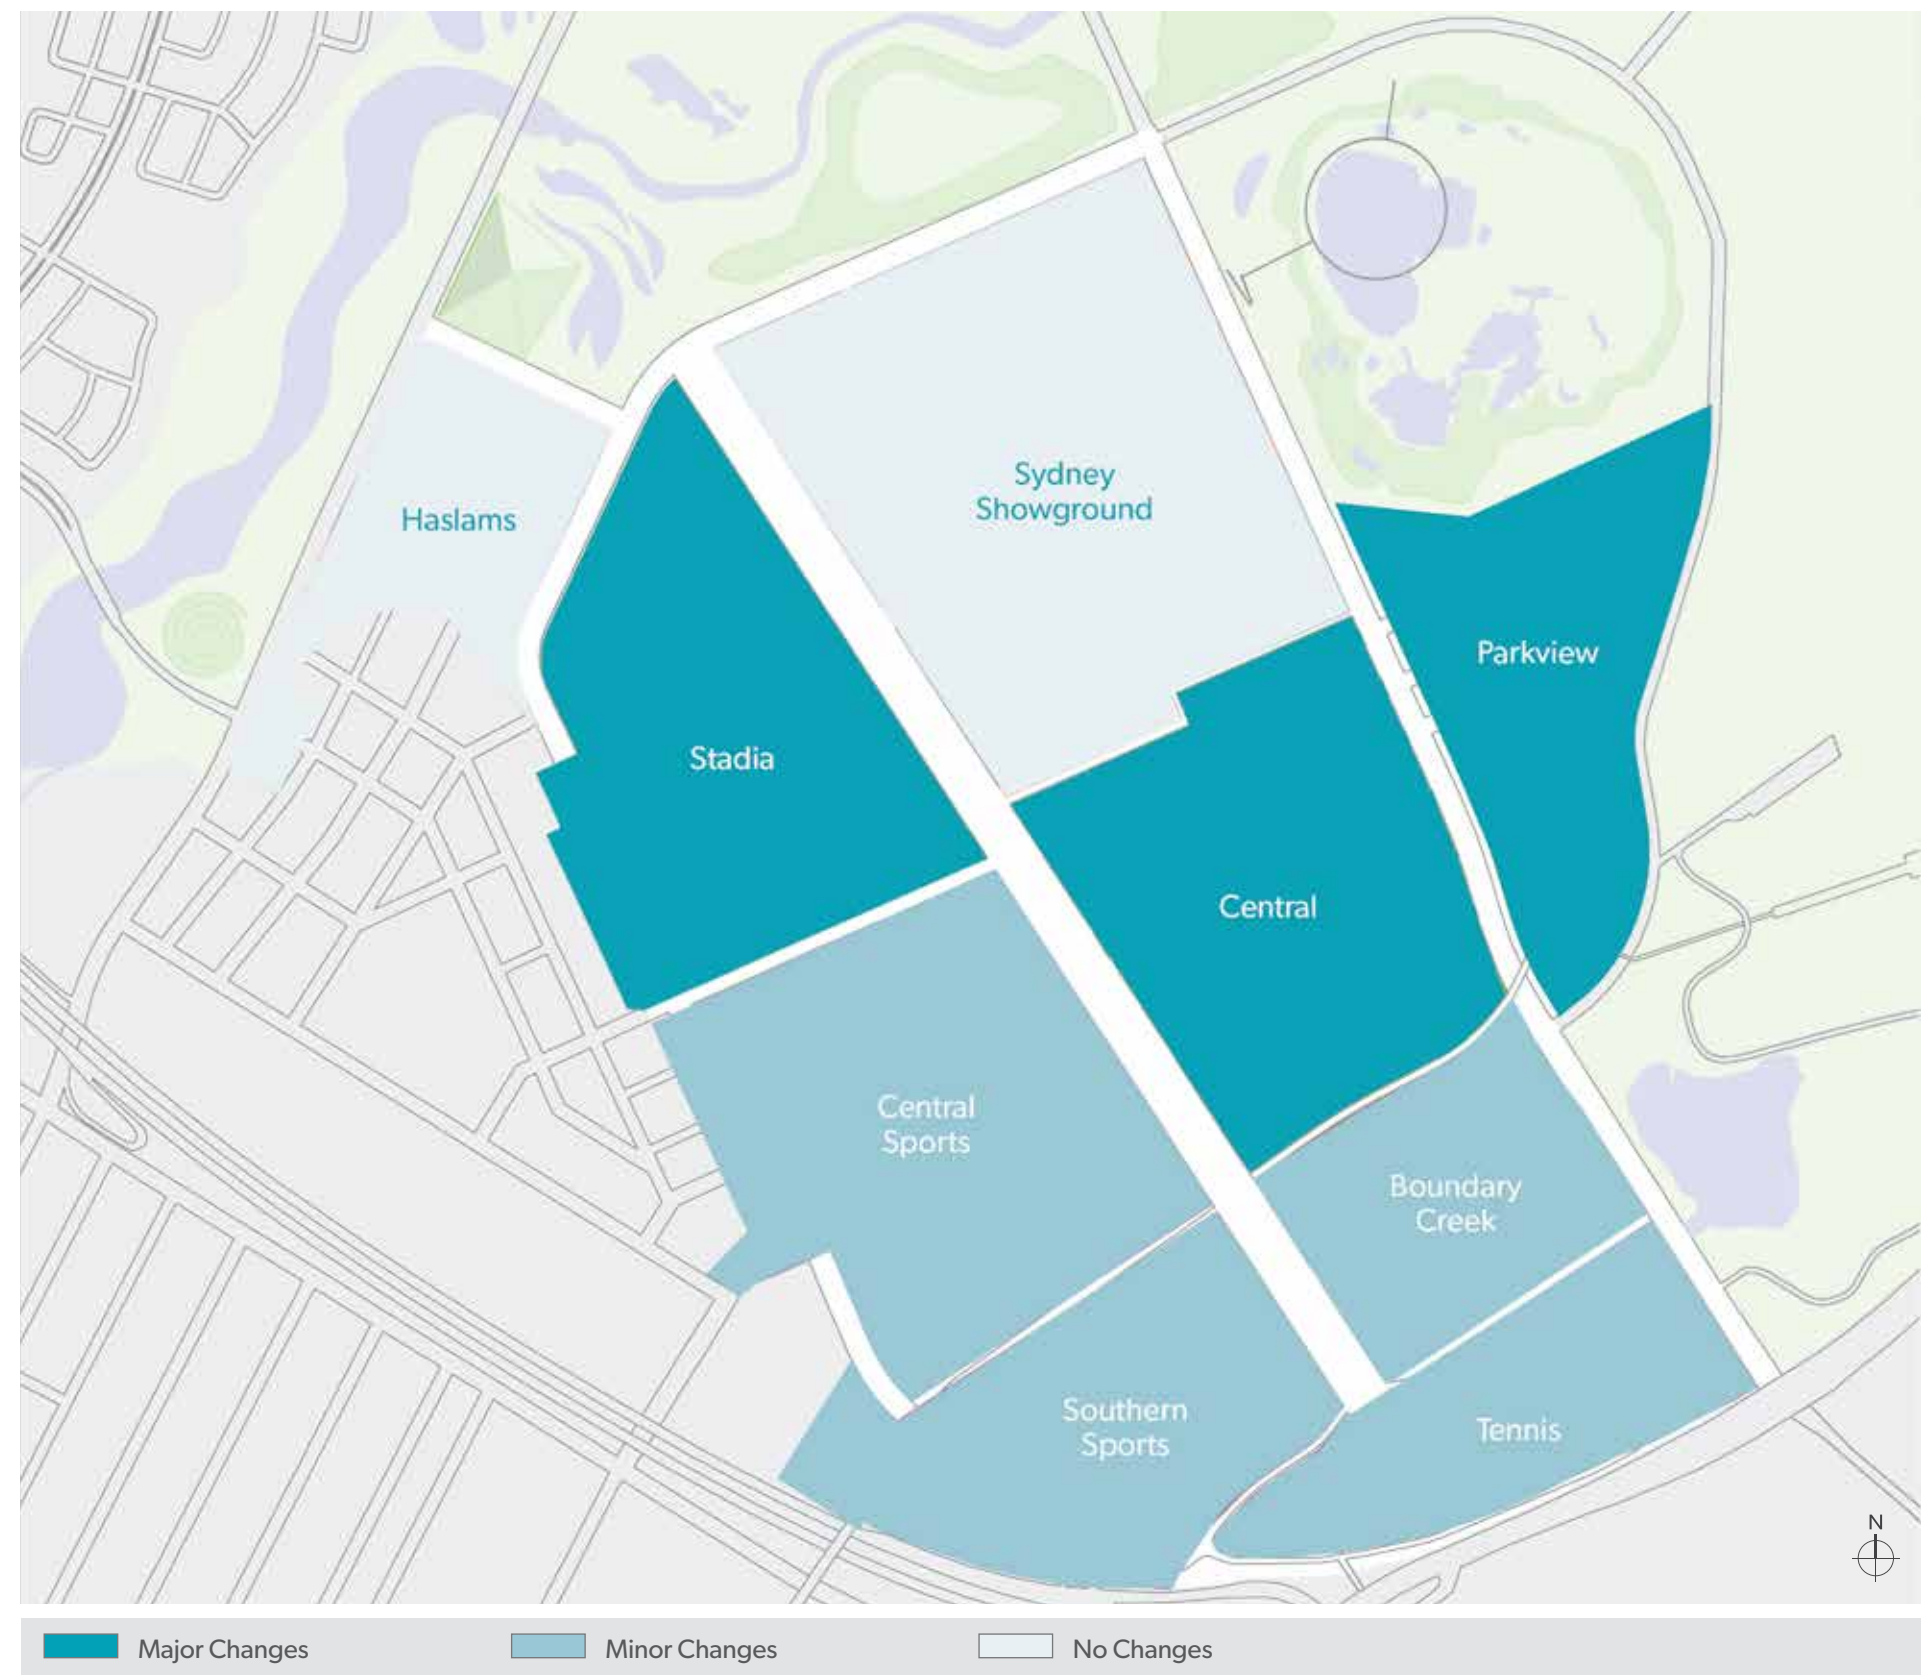 Sydney
Showground
Haslams
Parkview
Stadia
Central
Central
Sports
Boundary
Creek
Southern
Sports
Tennis
N
Major Changes
Minor Changes
No Changes